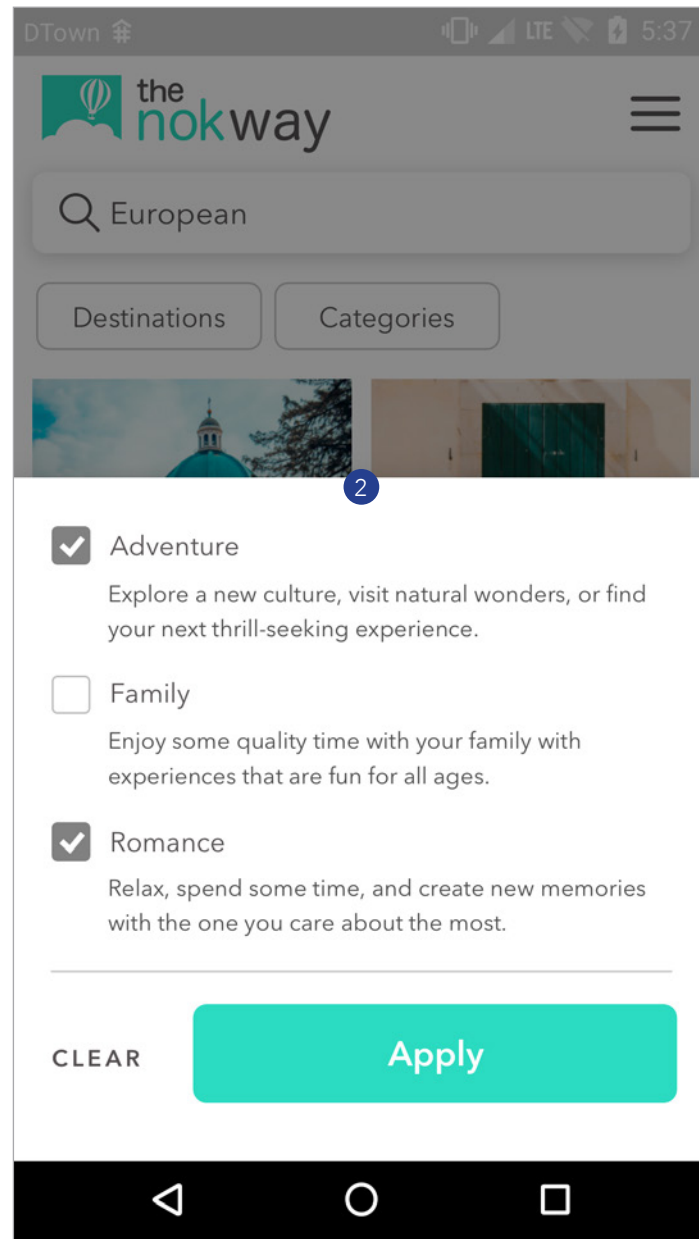 DTown
LTE 5:37
the
nokway
European
Destinations Categories
2
Adventure
Explore a new culture, visit natural wonders, or find
your next thrill-seeking experience.
Family
Enjoy some quality time with your family with
experiences that are fun for all ages.
Romance
Relax, spend some time, and create new memories
with the one you care about the most.
CLEAR Apply